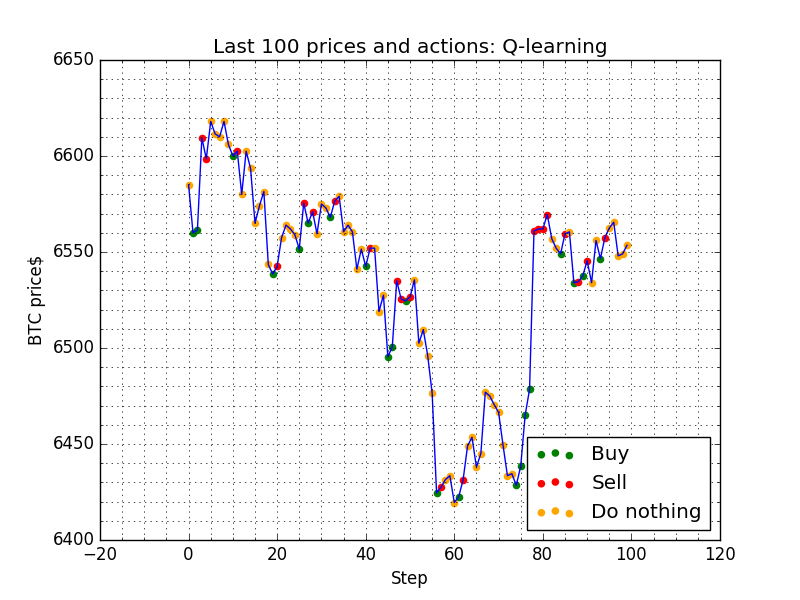 Last 100 prices and actions: Q-learning
6650
6600
6550
6500
6450
6400
BTC price$
Buy
Sell
Do nothing
−20 0 20 40 60 80 100 120
Step